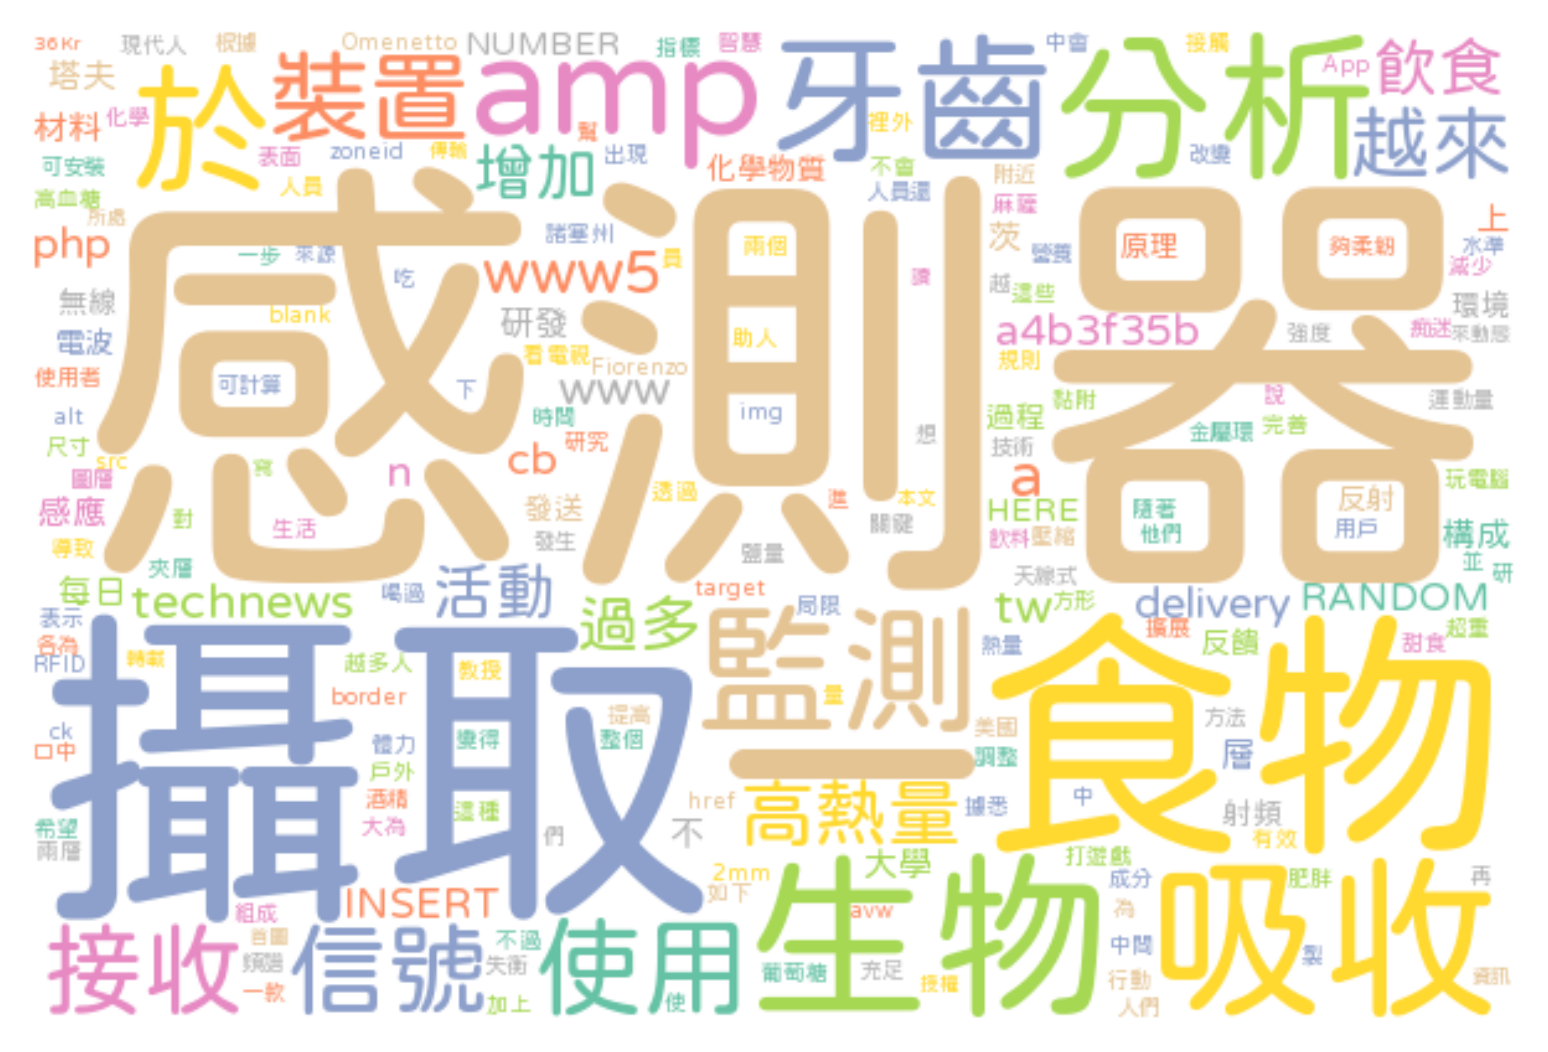 36Kr 現代人 根據 Omenetto NUMBER 指標 智慧 中會 接觸 App 飲食
塔夫 於 裝置 amp 牙齒 分析 越來
材料 化學 幫 裡外
可安裝 表面 zoneid 傳輸 增加 出現 化學物質 不會 改變
高血糖 人員 人員還 附近
所處 麻薩 上
php 一步 來源 諸塞州 員 兩個 茨 螢養 原理 夠柔韌 水準
感測器
吃 www5 讓 越 這些 減少
無線 blank 研發 環境
電波 看電視 助人 a4b3f35b 強度 痴迷 來動態
使用者 可計算 下 Fiorenzo www 規則
alt 時間 img 過程 黏附 說 運動量
尺寸 src 研究 想 技術 金屬環 完善
圖層 寫 n cb 透過 進 本文 a 玩電腦
感應 對 生活 發送 關鍵 HERE 隨著 反射
導致 發生 鹽量 飲料 壓縮 他們 用戶 構成
夾層 天線式 並 研
每日 technews 喝過 活動 target 局限 tw 方形 delivery RANDOM
表示 過多 擴展 超重
各為 監測 熱量 反饋 甜食
RFID 轉載 越多人 教授 量
攝取 食物
border 提高 美國 方法
ck 口中 體力 變得 整個 一 調整 層
戶外
酒精 這種 href 高熱量 據悉 中 射頻
希望 大為 們 不 有效
兩層 大學 打遊戲
2mm 成分 肥胖 再
組成 INSERT 如下 生物 avw 為 吸收
接收 首圖 信號 不過 使用 中間 製
頻譜 失衡 葡萄糖 充足 行動 資訊
一款 加上 使 授權 人們